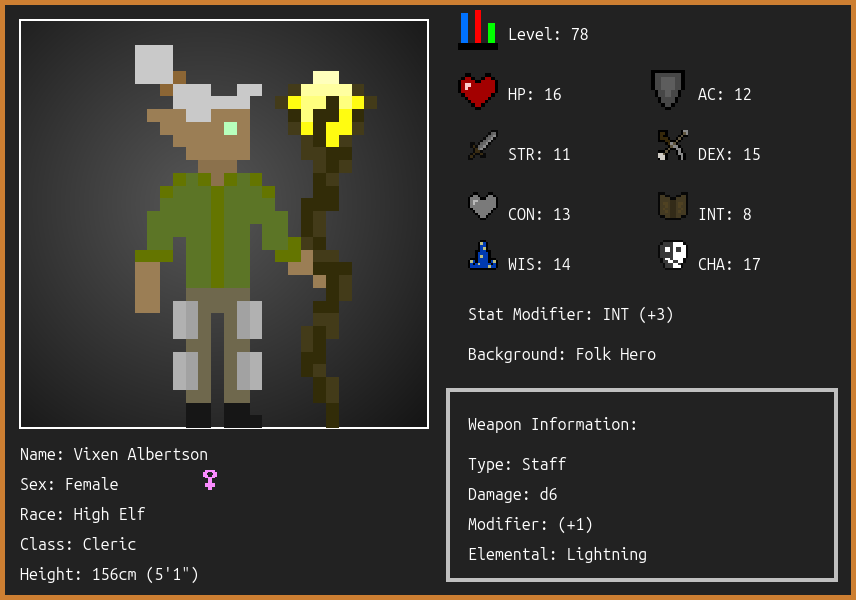 Level: 78
HP: 16
AC: 12
STR: 11
DEX: 15
CON: 13
INT: 8
WIS: 14
CHA: 17
Stat Modifier: INT (+3)
Background: Folk Hero
Weapon Information:
Type: Staff
Damage: d6
Modifier: (+1)
Elemental: Lightning
Name: Vixen Albertson
Sex: Female
Race: High Elf
Class: Cleric
Height: 156cm (5'1")